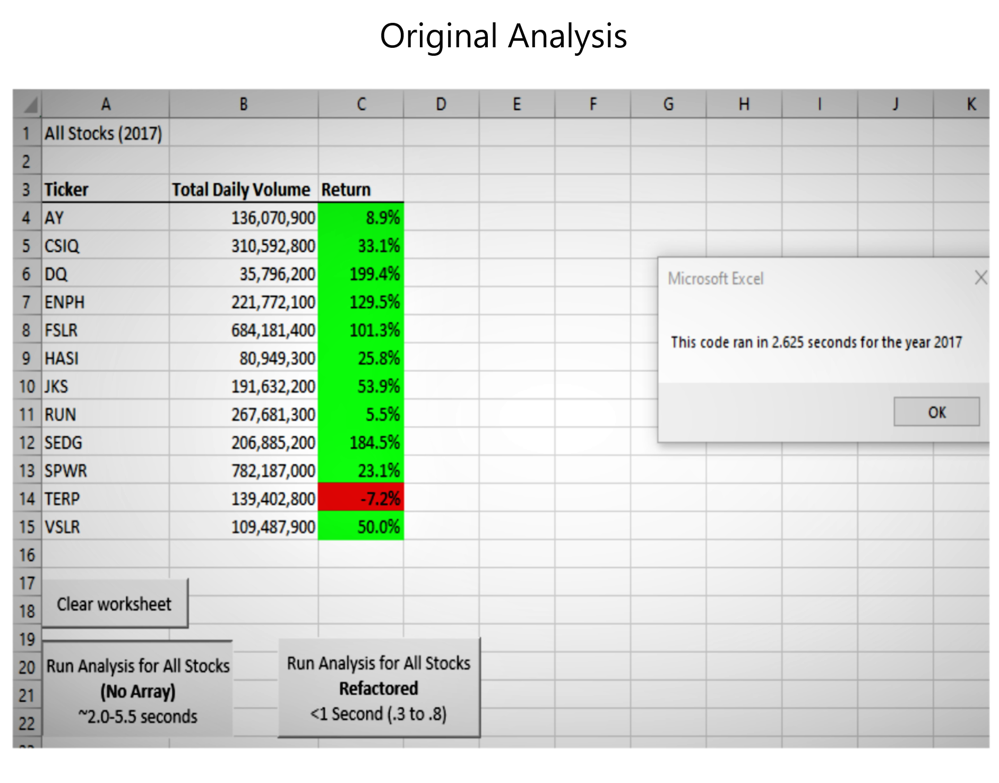 Original Analysis
A B C D E F G H I J K
1 All Stocks (2017)
2
3 Ticker Total Daily Volume Return
4 AY 136,070,900 8.9%
5 CSIQ 310,592,800 33.1%
6 DQ 35,796,200 199.4%
7 ENPH 221,772,100 129.5%
8 FSLR 684,181,400 101.3%
9 HASI 80,949,300 25.8%
10 JKS 191,632,200 53.9%
11 RUN 267,681,300 5.5%
12 SEDG 206,885,200 184.5%
13 SPWR 782,187,000 23.1%
14 TERP 139,402,800 -7.2%
15 VSLR 109,487,900 50.0%
16
17
18
19
20
21
22
Microsoft Excel
This code ran in 2.625 seconds for the year 2017
OK
Clear worksheet
Run Analysis for All Stocks
(No Array)
~2.0-5.5 seconds
Run Analysis for All Stocks
Refactored
<1 Second (.3 to .8)